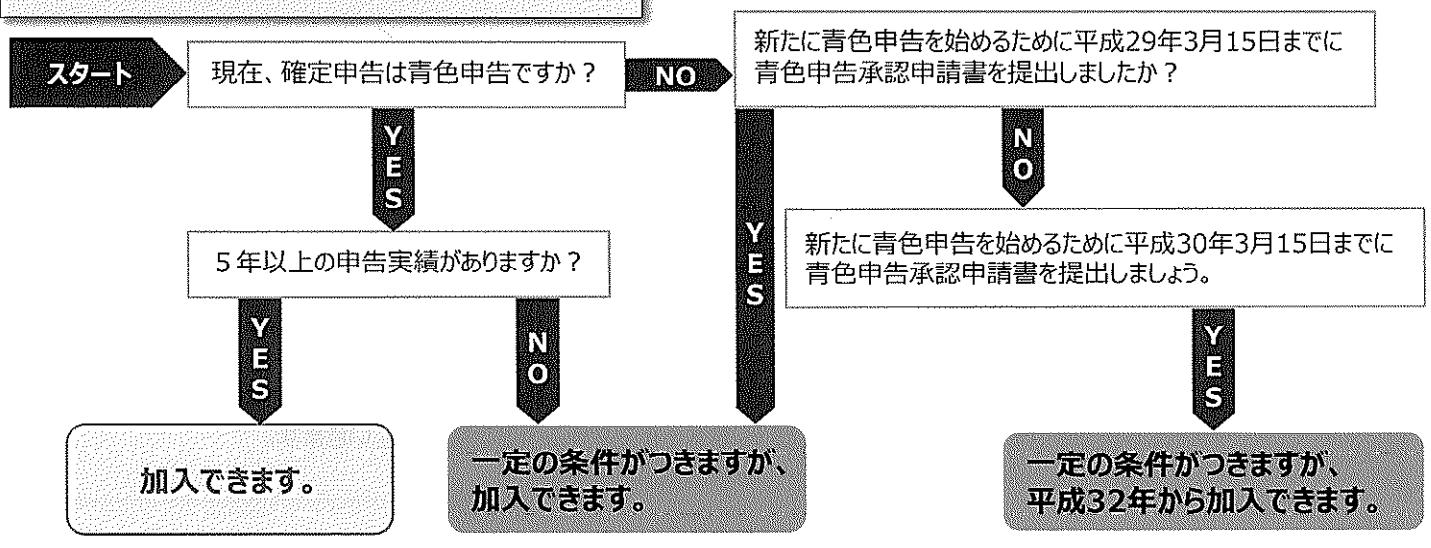 スタート
現在、確定申告は青色申告ですか？
NO
新たに青色申告を始めるために平成29年3月15日までに
青色申告承認申請書を提出しましたか？
YES
NO
YES
5年以上の申告実績がありますか？
新たに青色申告を始めるために平成30年3月15日までに
青色申告承認申請書を提出しましょう。
YES
NO
YES
加入できます。
一定の条件がつきますが、
加入できます。
一定の条件がつきますが、
平成32年から加入できます。